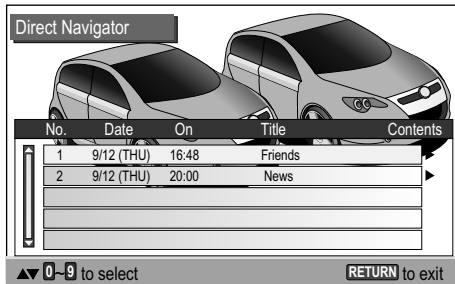 Direct Navigator
No. Date On Title Contents
1 9/12 (THU) 16:48 Friends ▶
2 9/12 (THU) 20:00 News ▶
▲▼ 0~9 to select RETURN to exit